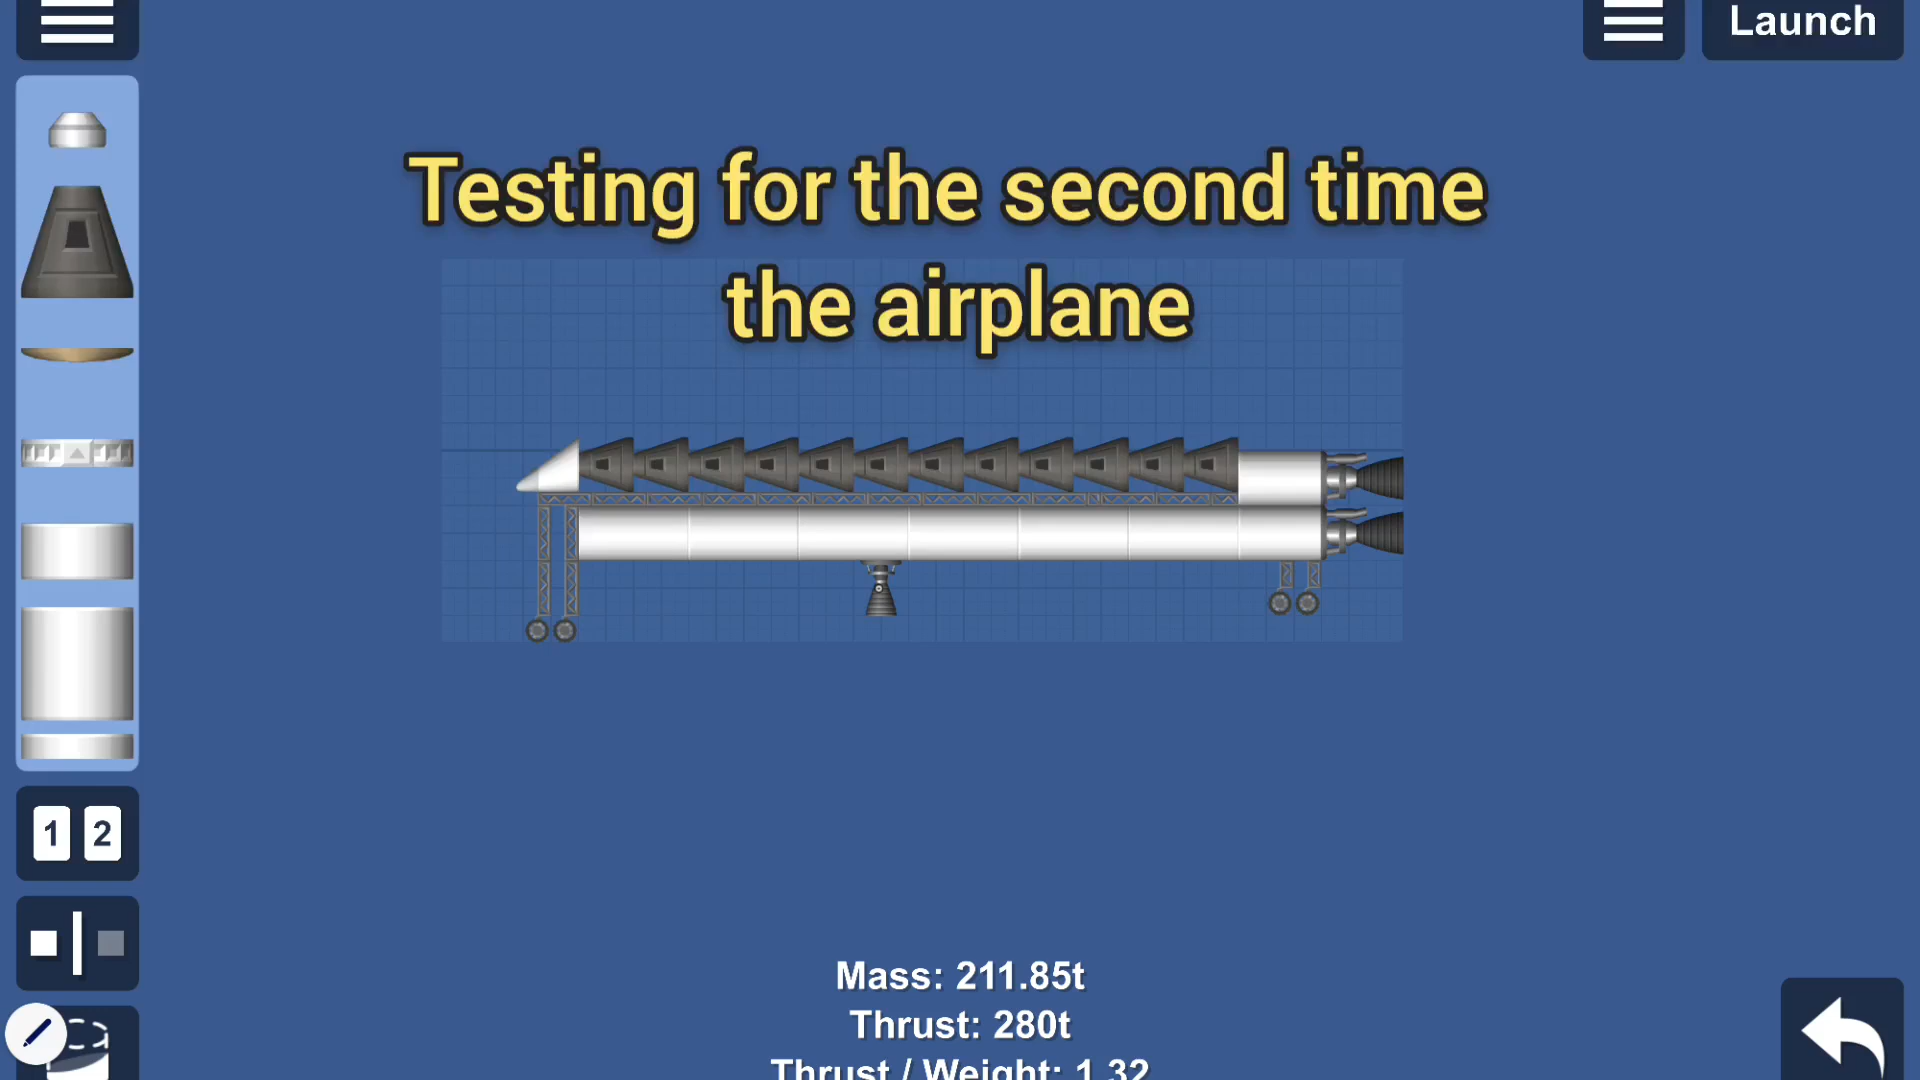 Launch
Testing for the second time
the airplane
1 2
Mass: 211.85t
Thrust: 280t
Thrust / Weight: 1.32